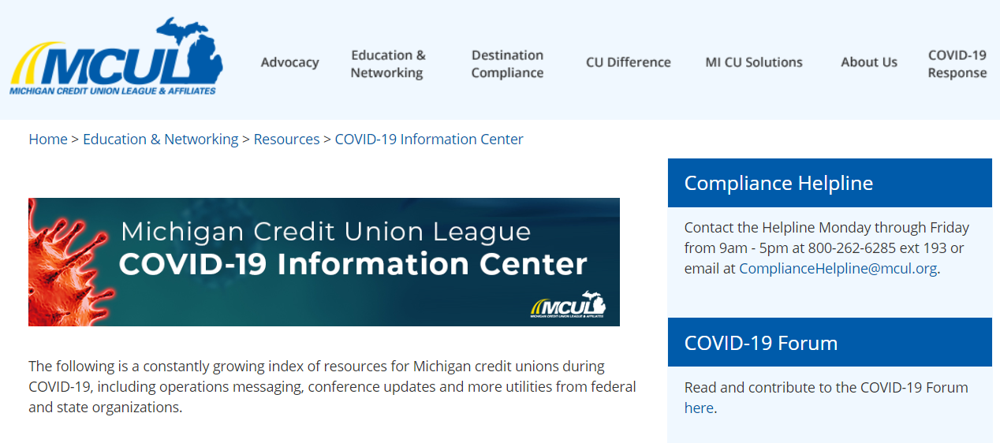 MCUL
MICHIGAN CREDIT UNION LEAGUE & AFFILIATES
Advocacy
Education &
Networking
Destination
Compliance
CU Difference
MI CU Solutions
About Us
COVID-19
Response
Home > Education & Networking > Resources > COVID-19 Information Center
Michigan Credit Union League
COVID-19 Information Center
MCUL
MICHIGAN CREDIT UNION LEAGUE & AFFILIATES
The following is a constantly growing index of resources for Michigan credit unions during
COVID-19, including operations messaging, conference updates and more utilities from federal
and state organizations.
Compliance Helpline
Contact the Helpline Monday through Friday
from 9am - 5pm at 800-262-6285 ext 193 or
email at ComplianceHelpline@mcul.org.
COVID-19 Forum
Read and contribute to the COVID-19 Forum
here.